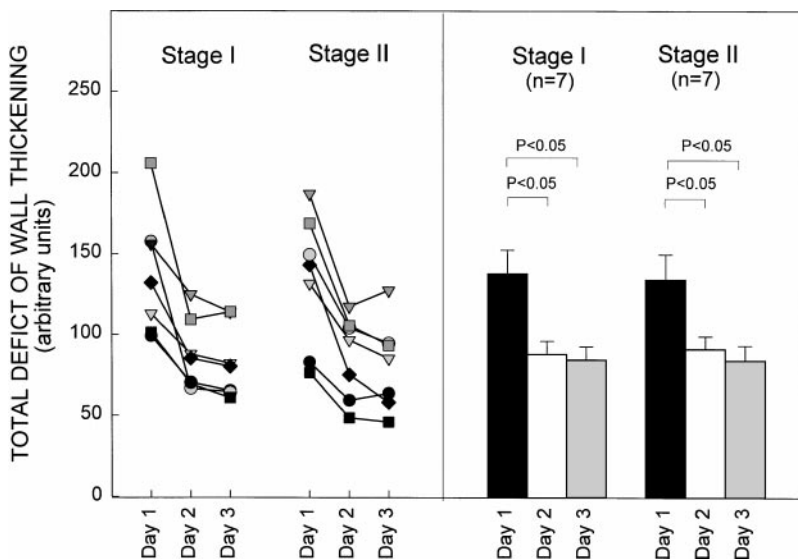 TOTAL DEFICT OF WALL THICKENING
(arbitrary units)
250
200
150
100
50
0
Stage I
Stage II
Day 1
Day 2
Day 3
Day 1
Day 2
Day 3
Stage I
(n=7)
Stage II
(n=7)
P<0.05
P<0.05
P<0.05
P<0.05
Day 1
Day 2
Day 3
Day 1
Day 2
Day 3